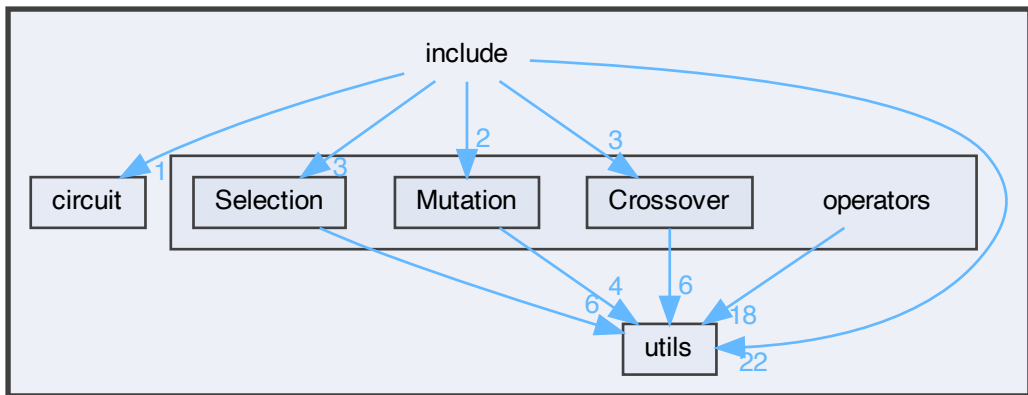 include
1
3
2
3
circuit
Selection
Mutation
Crossover
operators
6
4
6
18
utils
22